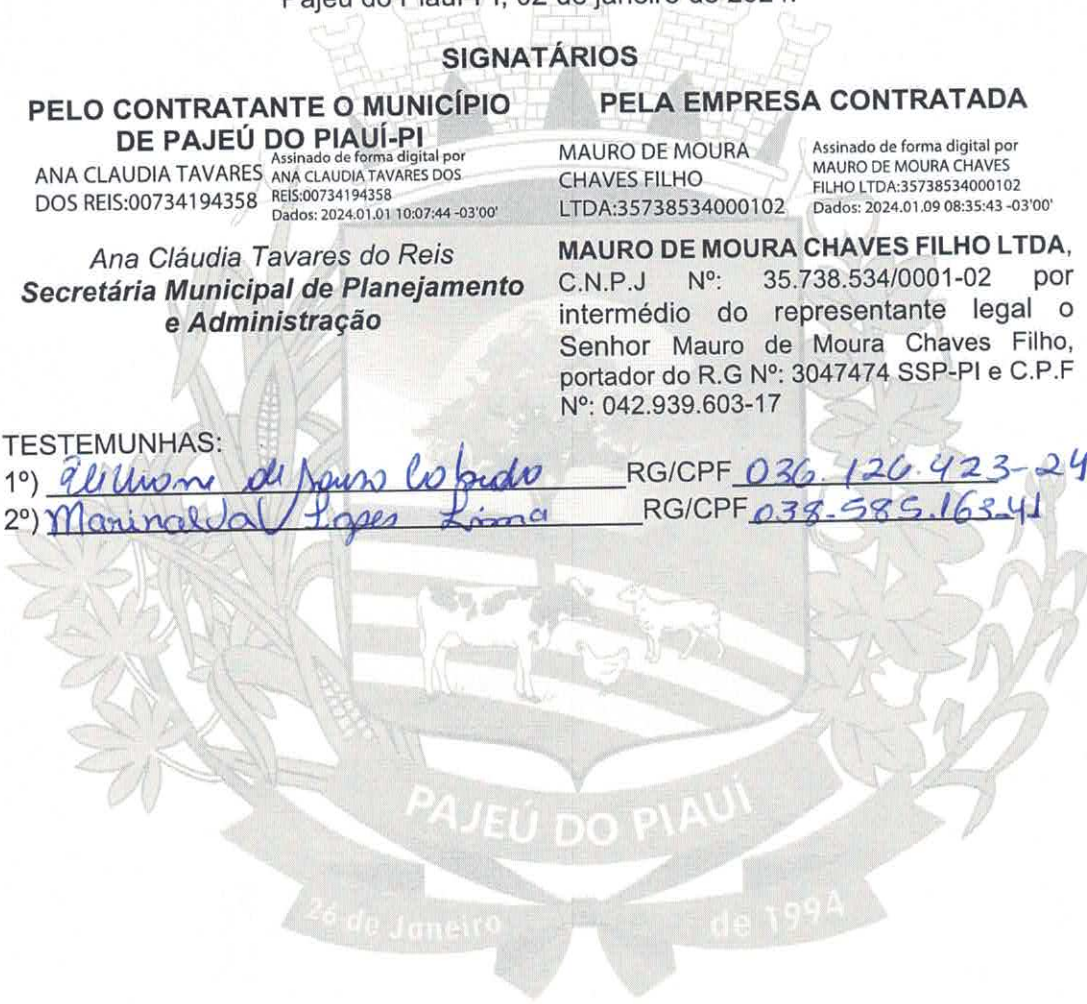 Pajeú do Piauí-PI, 02 de janeiro de 2024.
SIGNATÁRIOS
PELO CONTRATANTE O MUNICÍPIO
DE PAJEÚ DO PIAUÍ-PI
ANA CLAUDIA TAVARES
DOS REIS:00734194358
Assinado de forma digital por
ANA CLAUDIA TAVARES DOS
REIS:00734194358
Dados: 2024.01.01 10:07:44 -03'00'
Ana Cláudia Tavares do Reis
Secretária Municipal de Planejamento
e Administração
PELA EMPRESA CONTRATADA
MAURO DE MOURA
CHAVES FILHO
LTDA:35738534000102
Assinado de forma digital por
MAURO DE MOURA CHAVES
FILHO LTDA:35738534000102
Dados: 2024.01.09 08:35:43 -03'00'
MAURO DE MOURA CHAVES FILHO LTDA,
C.N.P.J Nº: 35.738.534/0001-02 por
intermédio do representante legal o
Senhor Mauro de Moura Chaves Filho,
portador do R.G Nº: 3047474 SSP-PI e C.P.F
Nº: 042.939.603-17
TESTEMUNHAS:
1º) de RG/CPF 036.126.423-24
2º) Marinalval Lopes Lima RG/CPF 038-585.163-41
PAJEÚ DO PIAUÍ
26 de Janeiro de 1994